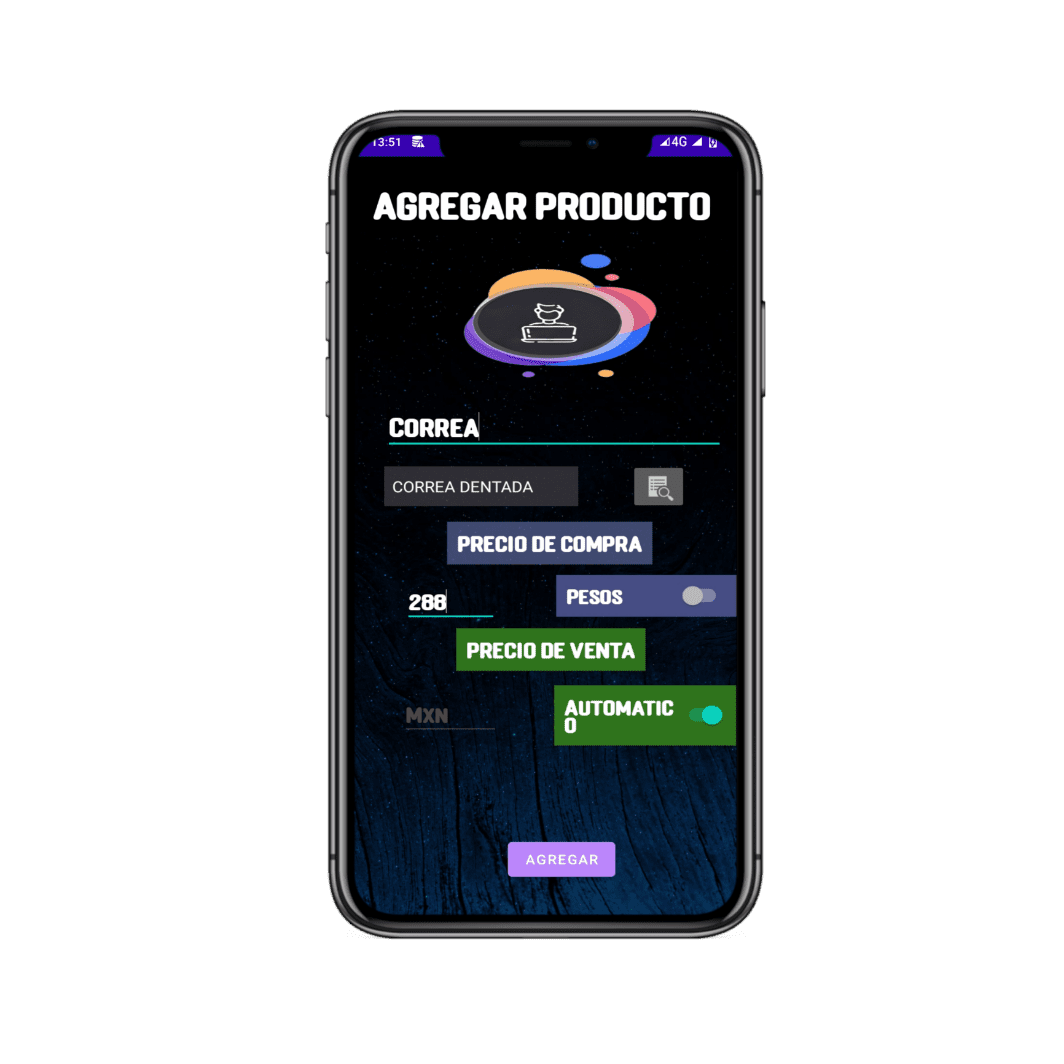 13:51 4G
AGREGAR PRODUCTO
CORREA
CORREA DENTADA
PRECIO DE COMPRA
288 PESOS
PRECIO DE VENTA
MXN AUTOMATIC
O
AGREGAR